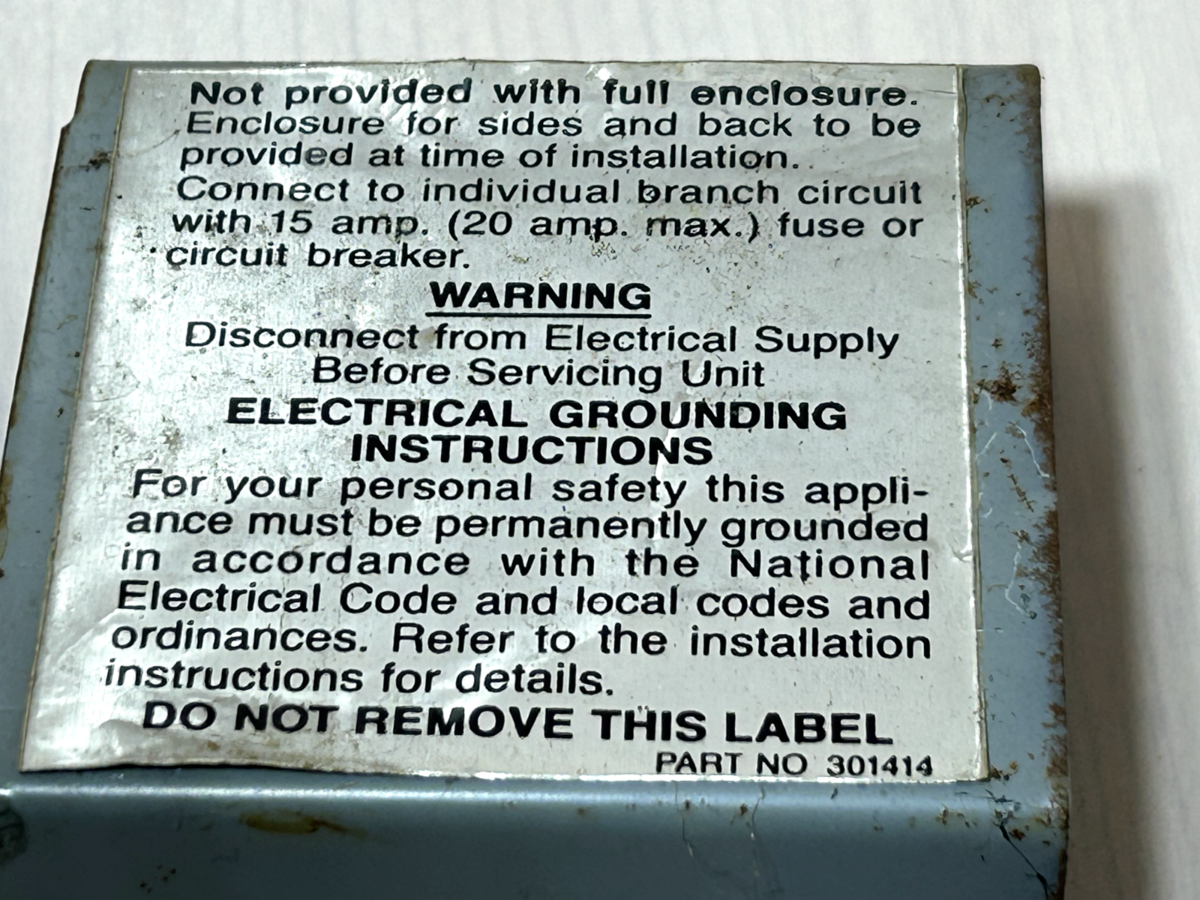 Not provided with full enclosure.
Enclosure for sides and back to be
provided at time of installation.
Connect to individual branch circuit
with 15 amp. (20 amp. max.) fuse or
circuit breaker.
WARNING
Disconnect from Electrical Supply
Before Servicing Unit
ELECTRICAL GROUNDING
INSTRUCTIONS
For your personal safety this appli-
ance must be permanently grounded
in accordance with the National
Electrical Code and local codes and
ordinances. Refer to the installation
instructions for details.
DO NOT REMOVE THIS LABEL
PART NO 301414